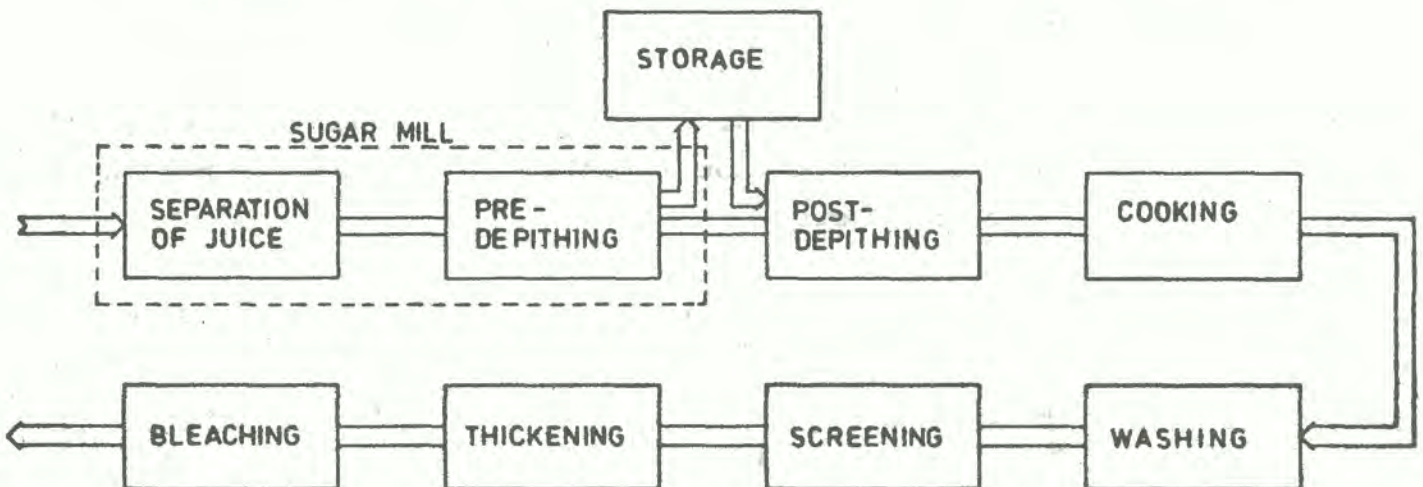 STORAGE
SUGAR MILL
SEPARATION
OF JUICE
PRE-
DEPITHING
POST-
DEPITHING
COOKING
BLEACHING
THICKENING
SCREENING
WASHING